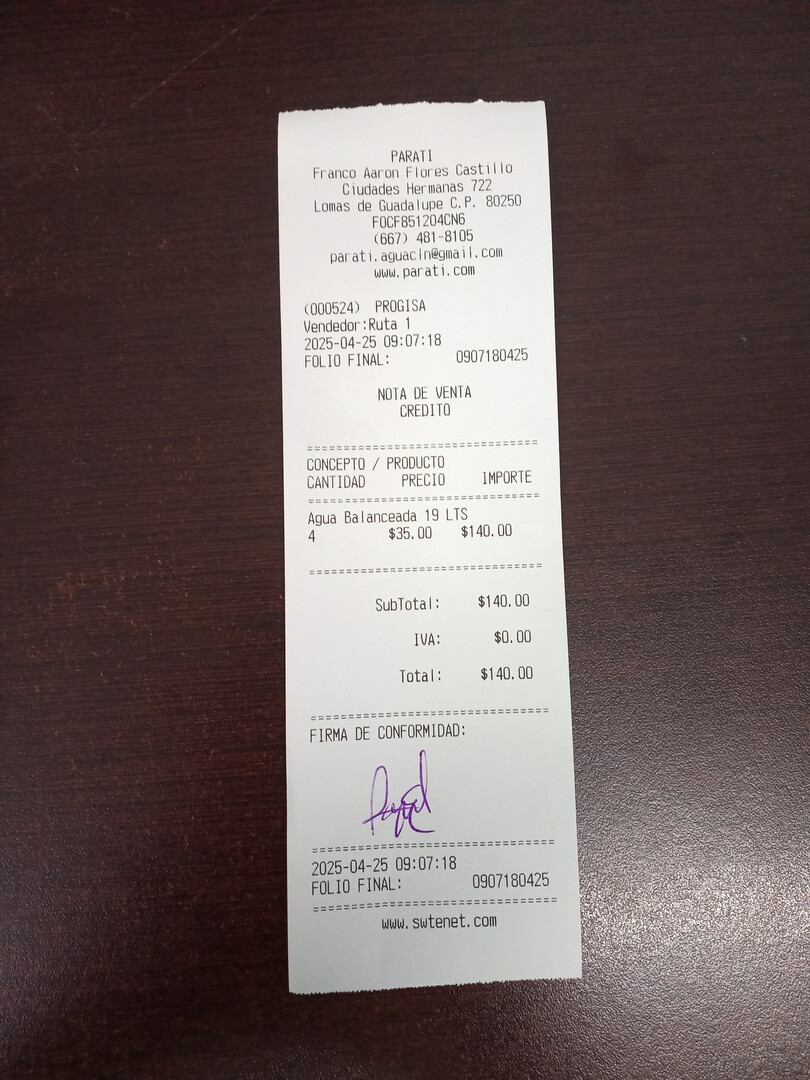 PARATI
Franco Aaron Flores Castillo
Ciudades Hermanas 722
Lomas de Guadalupe C.P. 80250
FOCF851204CN6
(667) 481-8105
parati.aguacln@gmail.com
www.parati.com
(000524) PROGISA
Vendedor:Ruta 1
2025-04-25 09:07:18
FOLIO FINAL: 0907180425
NOTA DE VENTA
CREDITO
==============================
CONCEPTO / PRODUCTO
CANTIDAD PRECIO IMPORTE
==============================
Agua Balanceada 19 LTS
4 $35.00 $140.00
==============================
SubTotal: $140.00
IVA: $0.00
Total: $140.00
==============================
FIRMA DE CONFORMIDAD:
==============================
2025-04-25 09:07:18
FOLIO FINAL: 0907180425
==============================
www.swtenet.com